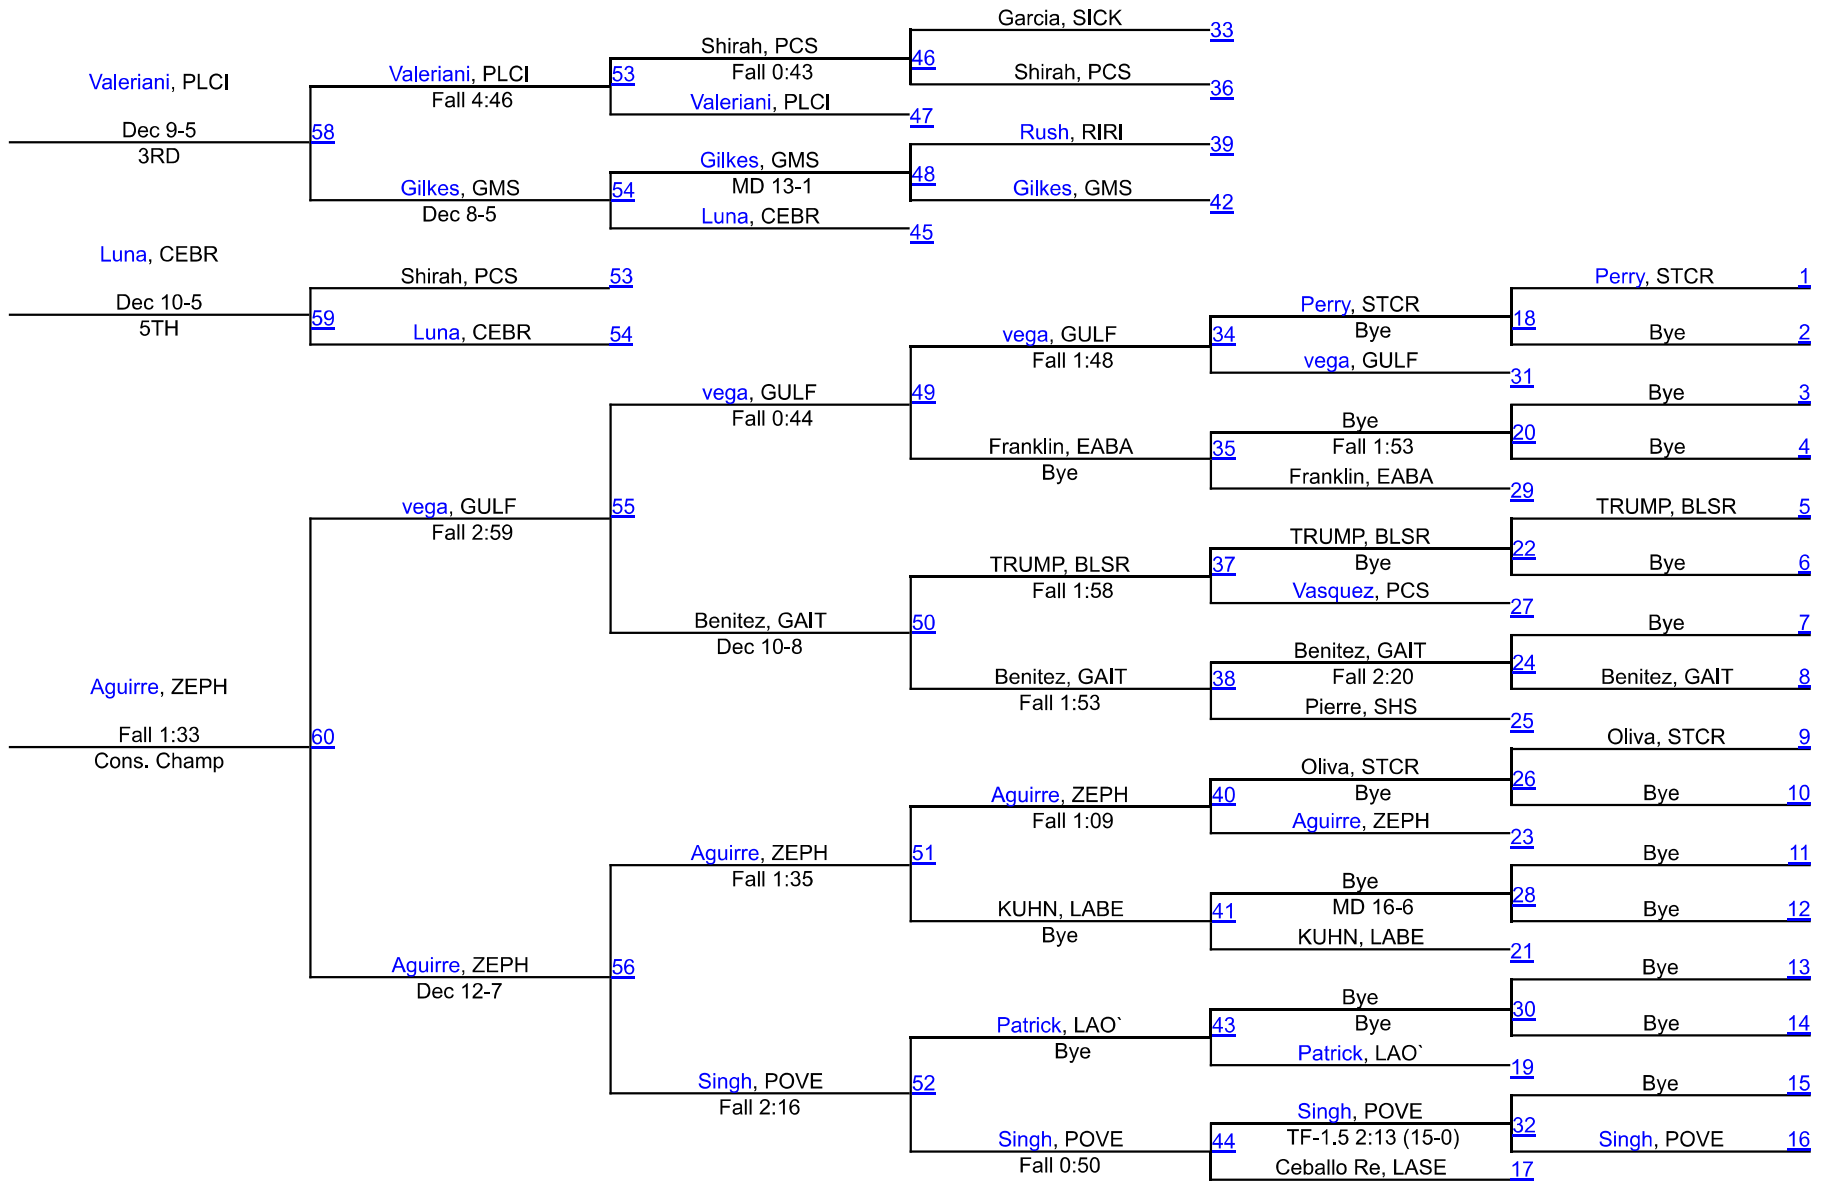 Garcia, SICK 33
Shirah, PCS
46
Valeriani, PLCI
Valeriani, PLCI
53
Fall 0:43
Shirah, PCS
36
Fall 4:46
Valeriani, PLCI
47
Dec 9-5
58
Rush, RIRI
39
3RD
Gilkes, GMS
48
Gilkes, GMS
54
MD 13-1
Gilkes, GMS
42
Dec 8-5
Luna, CEBR
45
Luna, CEBR
Shirah, PCS
53
Perry, STCR
1
Dec 10-5
59
Perry, STCR
18
5TH
Luna, CEBR
54
vega, GULF
34
Bye
Bye
2
Fall 1:48
vega, GULF
31
vega, GULF
49
Bye
3
Fall 0:44
Bye
20
Franklin, EABA
35
Fall 1:53
Bye
4
Bye
Franklin, EABA
29
vega, GULF
55
TRUMP, BLSR
5
Fall 2:59
TRUMP, BLSR
22
TRUMP, BLSR
37
Bye
Bye
6
Fall 1:58
Vasquez, PCS
27
Benitez, GAIT
50
Bye
7
Dec 10-8
Benitez, GAIT
24
Benitez, GAIT
38
Fall 2:20
Benitez, GAIT
8
Aguirre, ZEPH
Fall 1:53
Pierre, SHS
25
Fall 1:33
60
Oliva, STCR
9
Cons. Champ
Oliva, STCR
26
Aguirre, ZEPH
40
Bye
Bye
10
Fall 1:09
Aguirre, ZEPH
23
Aguirre, ZEPH
51
Bye
11
Fall 1:35
Bye
28
KUHN, LABE
41
MD 16-6
Bye
12
Bye
KUHN, LABE
21
Aguirre, ZEPH
56
Bye
13
Dec 12-7
Bye
30
Patrick, LAO`
43
Bye
Bye
14
Bye
Patrick, LAO`
19
Singh, POVE
52
Bye
15
Fall 2:16
Singh, POVE
32
Singh, POVE
44
TF-1.5 2:13 (15-0)
Singh, POVE
16
Fall 0:50
Ceballo Re, LASE
17